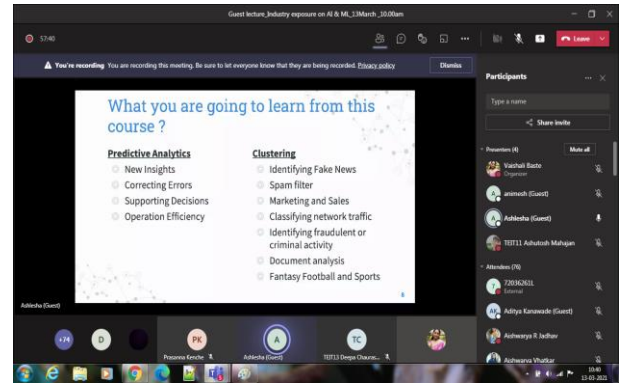 Guest lecture_Industry exposure on AI & ML_13March_10.00am
57:40
Leave
You're recording You are recording this meeting. Be sure to let everyone know that they are being recorded. Privacy policy
Dismiss
What you are going to learn from this
course ?
Predictive Analytics
New Insights
Correcting Errors
Supporting Decisions
Operation Efficiency
Clustering
Identifying Fake News
Spam filter
Marketing and Sales
Classifying network traffic
Identifying fraudulent or
criminal activity
Document analysis
Fantasy Football and Sports
Ashlesha (Guest)
+74
D
PK
A
TC
Prasanna Kenche
Ashlesha (Guest)
TEIT13 Deepa Chauras...
Participants
Type a name
Share invite
Presenters (4)
Mute all
Vaishali Baste
Organizer
animesh (Guest)
Ashlesha (Guest)
TEIT11 Ashutosh Mahajan
Attendees (76)
72036261L
External
Aditya Kanawade (Guest)
Aishwarya R Jadhav
Aishwarya Vhatkar
10:40
13-03-2021